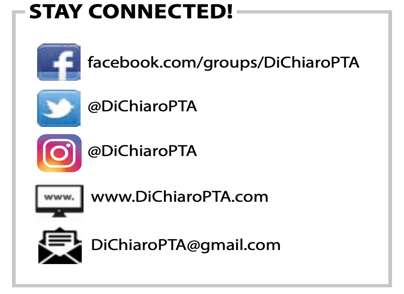 STAY CONNECTED!
facebook.com/groups/DiChiaroPTA
@DiChiaroPTA
@DiChiaroPTA
www. www.DiChiaroPTA.com
DiChiaroPTA@gmail.com